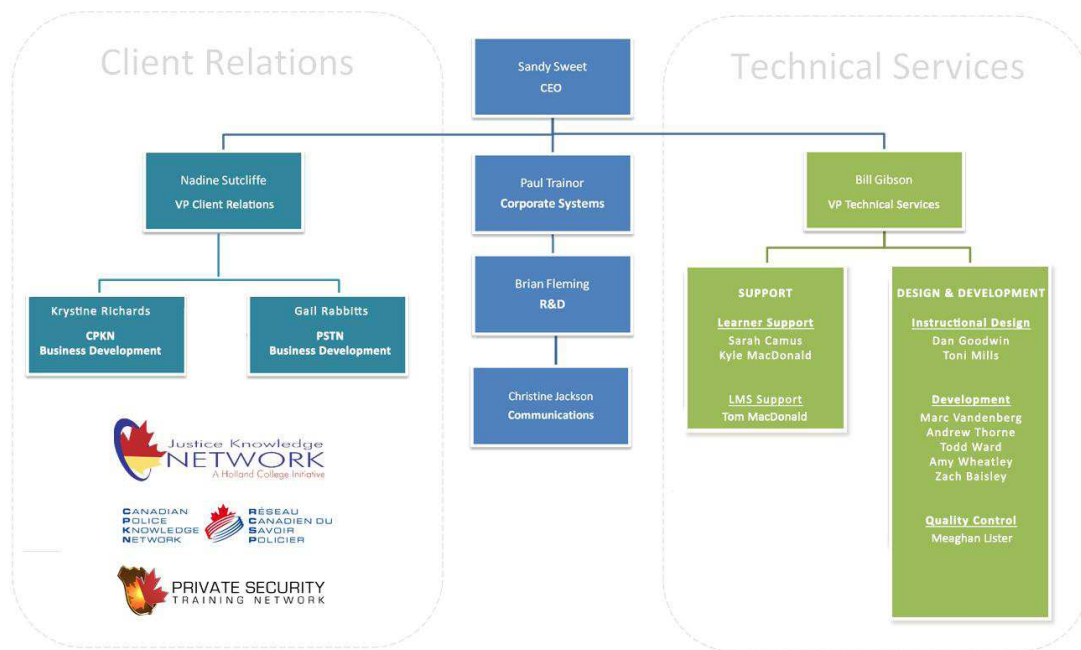 Client Relations
Technical Services
Sandy Sweet
CEO
Nadine Sutcliffe
VP Client Relations
Paul Trainor
Corporate Systems
Bill Gibson
VP Technical Services
Krystine Richards
CPKN
Business Development
Gail Rabbitts
PSTN
Business Development
Brian Fleming
R&D
Christine Jackson
Communications
SUPPORT
Learner Support
Sarah Camus
Kyle MacDonald
LMS Support
Tom MacDonald
DESIGN & DEVELOPMENT
Instructional Design
Dan Goodwin
Toni Mills
Development
Marc Vandenberg
Andrew Thorne
Todd Ward
Amy Wheatley
Zach Baisley
Quality Control
Meaghan Lister
Justice Knowledge
NETWORK
A Holland College Initiative
CANADIAN
POLICE
KNOWLEDGE
NETWORK
RÉSEAU
CANADIEN DU
SAVOIR
POLICIER
PRIVATE SECURITY
TRAINING NETWORK